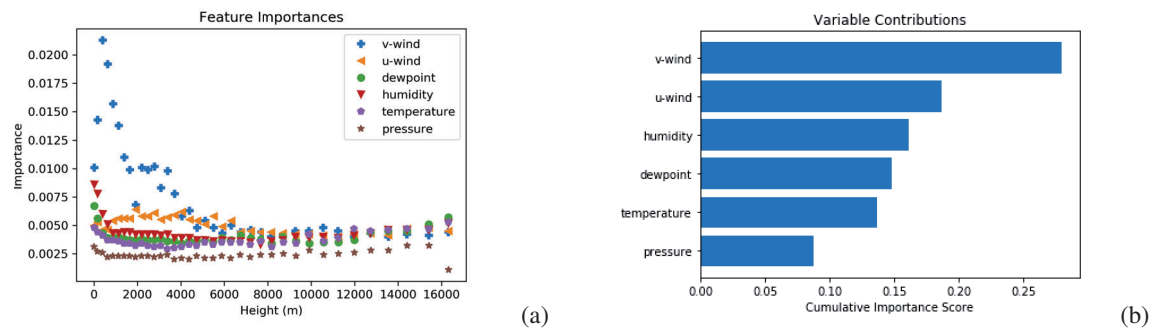 Feature Importances
0.0200
0.0175
0.0150
0.0125
0.0100
0.0075
0.0050
0.0025
Importance
v-wind
u-wind
dewpoint
humidity
temperature
pressure
0 2000 4000 6000 8000 10000 12000 14000 16000
Height (m)
(a)
Variable Contributions
v-wind
u-wind
humidity
dewpoint
temperature
pressure
0.00 0.05 0.10 0.15 0.20 0.25
Cumulative Importance Score
(b)